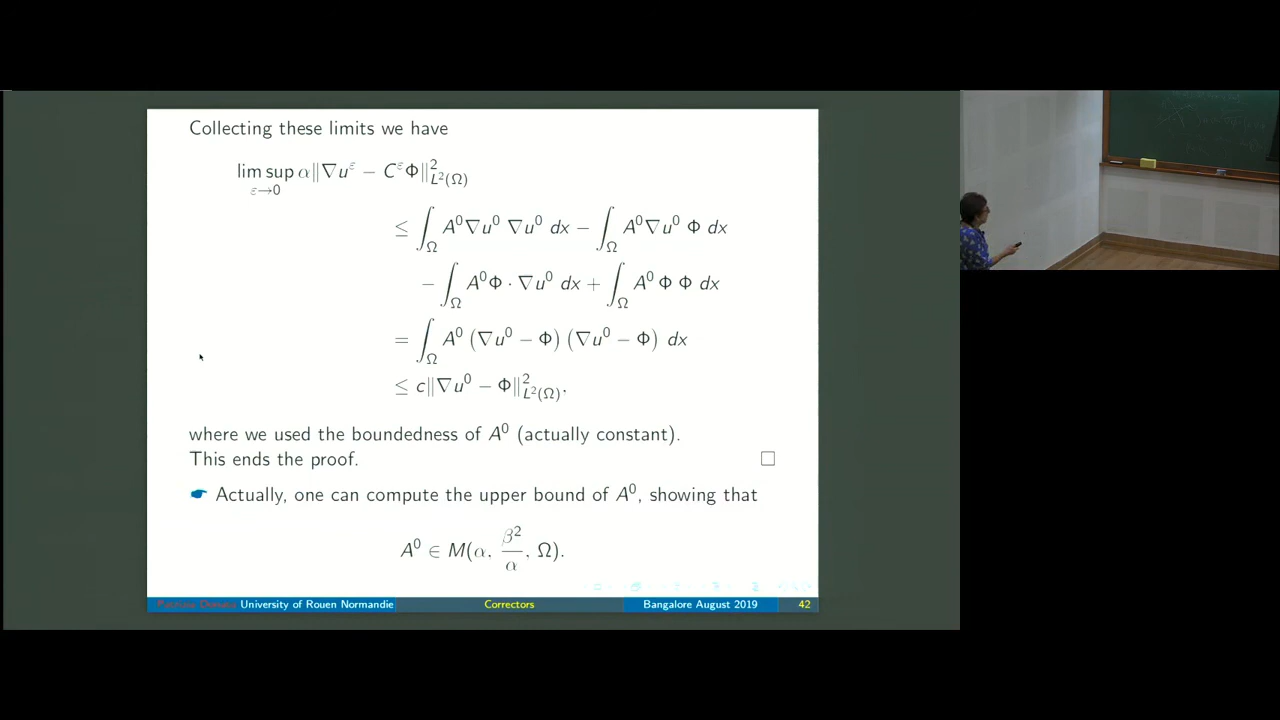 Collecting these limits we have
lim sup α‖∇u^ε − C^ε Φ‖²_{L²(Ω)}
ε→0
≤ ∫_Ω A⁰∇u⁰ ∇u⁰ dx − ∫_Ω A⁰∇u⁰ Φ dx
− ∫_Ω A⁰Φ · ∇u⁰ dx + ∫_Ω A⁰ Φ Φ dx
= ∫_Ω A⁰ (∇u⁰ − Φ) (∇u⁰ − Φ) dx
≤ c‖∇u⁰ − Φ‖²_{L²(Ω)},
where we used the boundedness of A⁰ (actually constant).
This ends the proof. □
☛ Actually, one can compute the upper bound of A⁰, showing that
A⁰ ∈ M(α, β²/α, Ω).
University of Rouen Normandie Correctors Bangalore August 2019 42